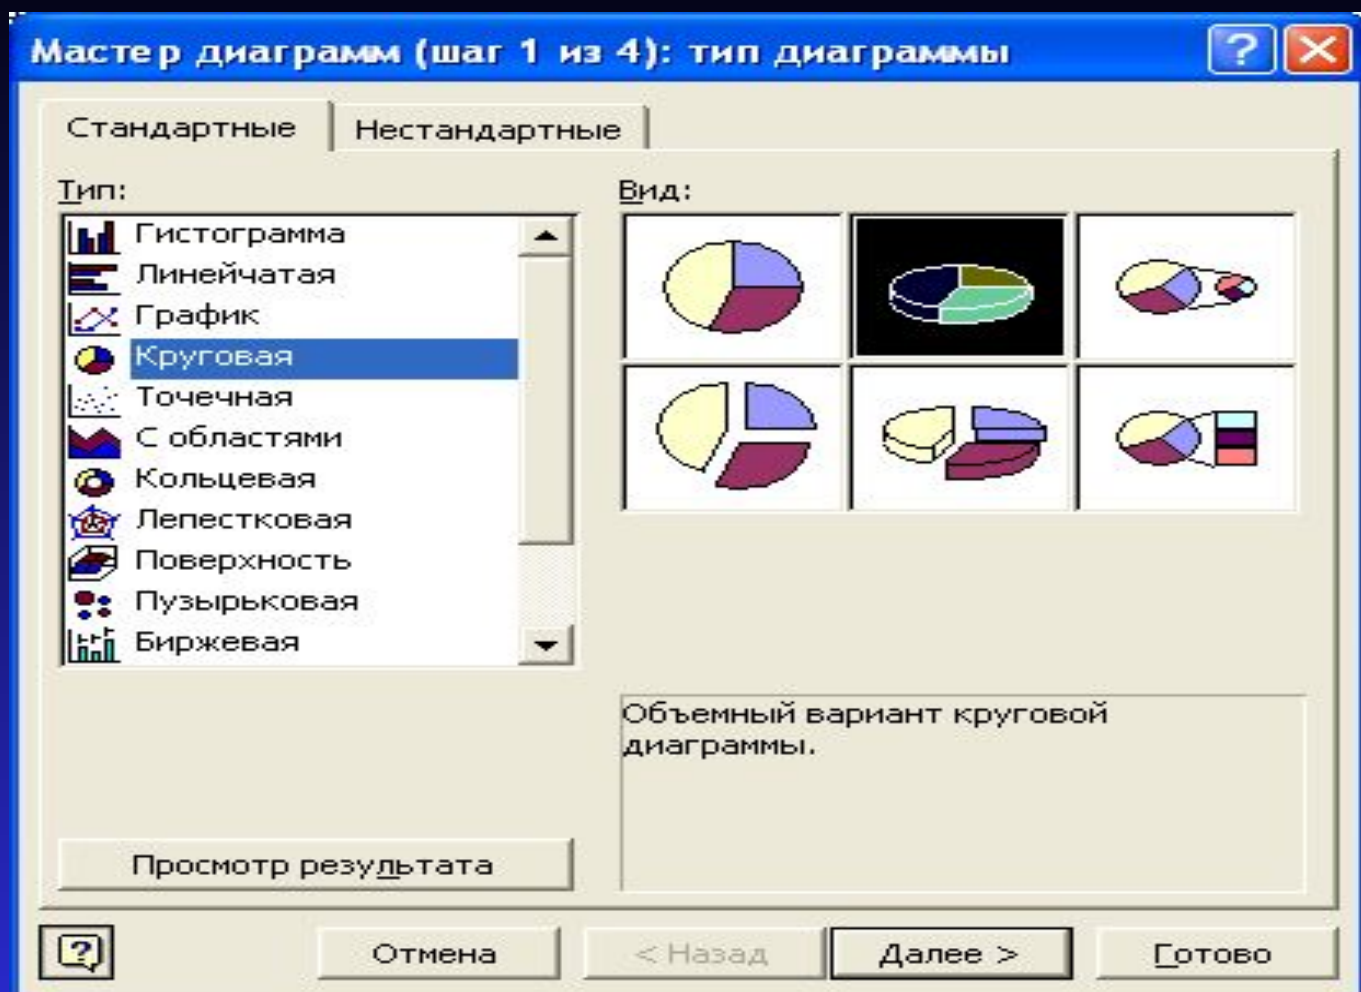 Мастер диаграмм (шаг 1 из 4): тип диаграммы
Стандартные
Нестандартные
Тип:
Гистограмма
Линейчатая
График
Круговая
Точечная
С областями
Кольцевая
Лепестковая
Поверхность
Пузырьковая
Биржевая
Вид:
Объемный вариант круговой
диаграммы.
Просмотр результата
Отмена
< Назад
Далее >
Готово